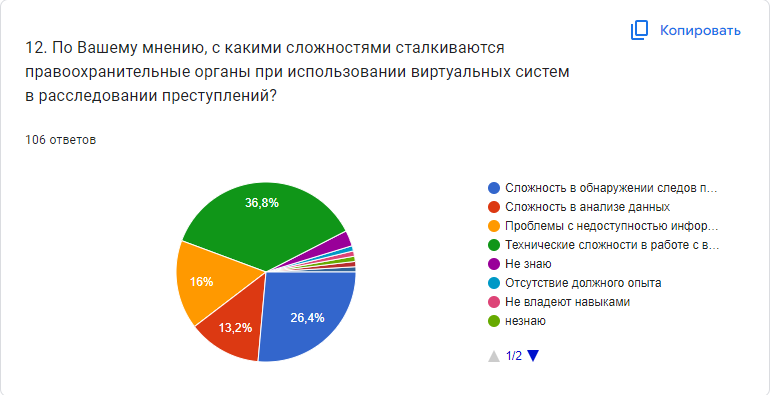 Копировать
12. По Вашему мнению, с какими сложностями сталкиваются
правоохранительные органы при использовании виртуальных систем
в расследовании преступлений?
106 ответов
36,8%
16%
13,2%
26,4%
Сложность в обнаружении следов п...
Сложность в анализе данных
Проблемы с недоступностью инфор...
Технические сложности в работе с в...
Не знаю
Отсутствие должного опыта
Не владеют навыками
незнаю
1/2